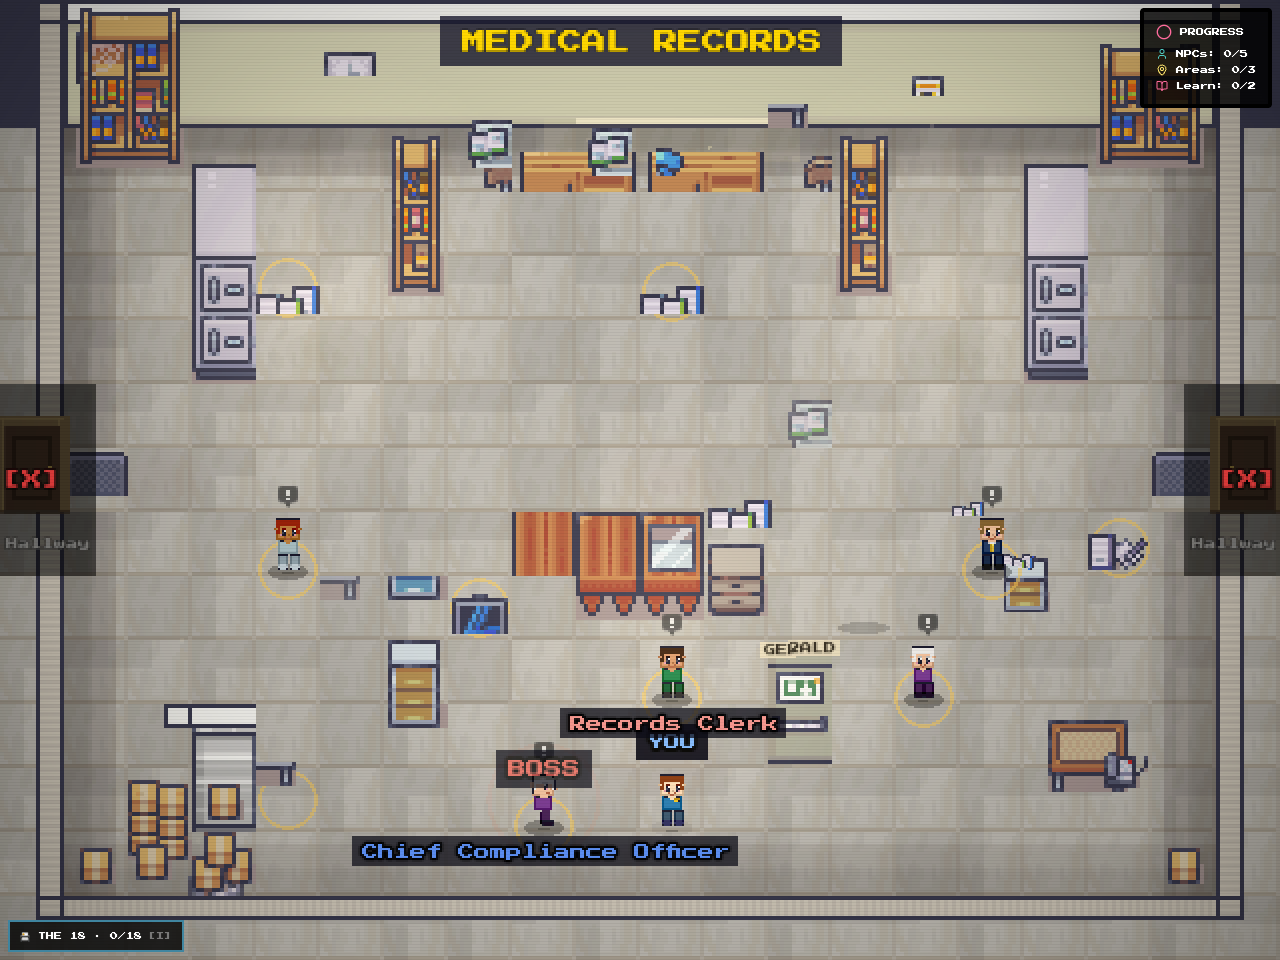 MEDICAL RECORDS
PROGRESS
NPCs: 0/5
Areas: 0/3
Learn: 0/2
[X]
[X]
Hallway
Hallway
!
!
!
!
GERALD
Records Clerk
YOU
!
BOSS
Chief Compliance Officer
THE 18 · 0/18 [I]